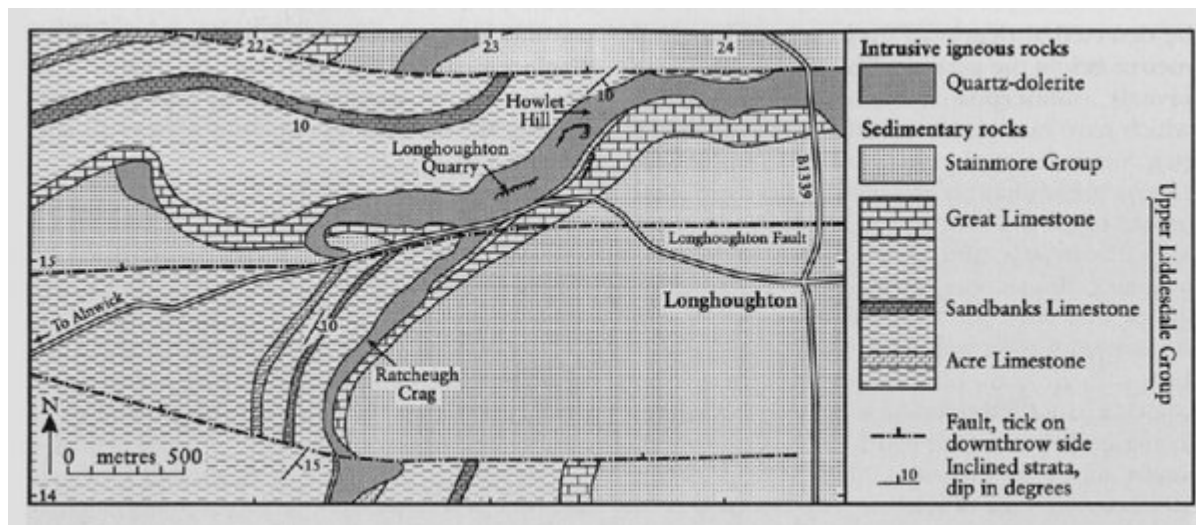 22
23
24
10
Howlet
Hill
10
Longhoughton
Quarry
B1339
Longhoughton Fault
15
To Alnwick
Longhoughton
10
Ratcheugh
Crag
N
0 metres 500
15
14
Intrusive igneous rocks
Quartz-dolerite
Sedimentary rocks
Stainmore Group
Great Limestone
Sandbanks Limestone
Acre Limestone
Upper Liddesdale Group
Fault, tick on
downthrow side
10
Inclined strata,
dip in degrees